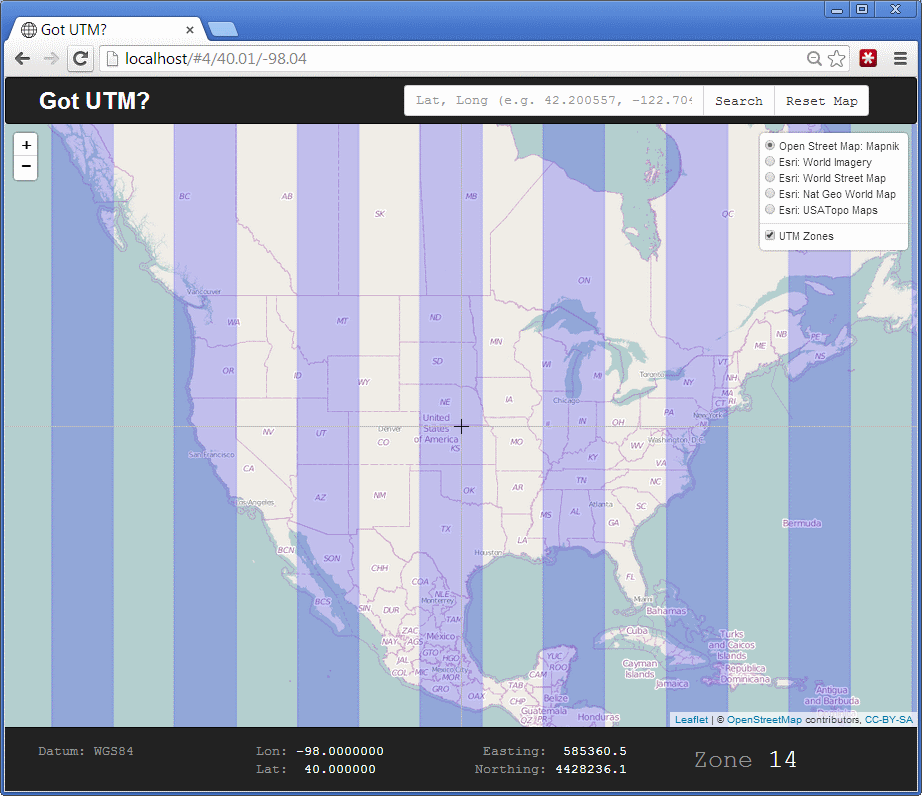 Got UTM?
localhost/#4/40.01/-98.04
Got UTM?
Lat, Long (e.g. 42.200557, -122.704
Search
Reset Map
+
-
Open Street Map: Mapnik
Esri: World Imagery
Esri: World Street Map
Esri: Nat Geo World Map
Esri: USATopo Maps
UTM Zones
BC
AB
SK
MB
ON
QC
Vancouver
WA
MT
ND
MN
NB
PE
NS
ME
OR
ID
WY
SD
WI
MI
Toronto
VT
NH
NY
MA
CT
RI
NE
IA
Chicago
PA
New York
United
States
of America
Denver
CO
KS
NV
UT
MO
IN
OH
WV
Washington, D.C.
San Francisco
CA
KY
VA
Los Angeles
AZ
NM
OK
AR
TN
NC
SC
MS
AL
Atlanta
GA
TX
LA
Houston
Bermuda
BCN
SON
CHH
COA
FL
BCS
SIN
DUR
NLE
Monterrey
TAM
Miami
Bahamas
ZAC
NAY
AGS
México
Cuba
Turks
and Caicos
Islands
JAL
GTO
HGO
COL
MIC
Mexico City
MOR
GRO
OAX
YUC
ROO
CAM
TAB
CHP
Belize
Guatemala
Honduras
Cayman
Islands
Jamaica
República
Dominicana
Antigua
and Barbuda
Leaflet | © OpenStreetMap contributors, CC-BY-SA
Datum: WGS84
Lon: -98.0000000
Lat: 40.000000
Easting: 585360.5
Northing: 4428236.1
Zone 14